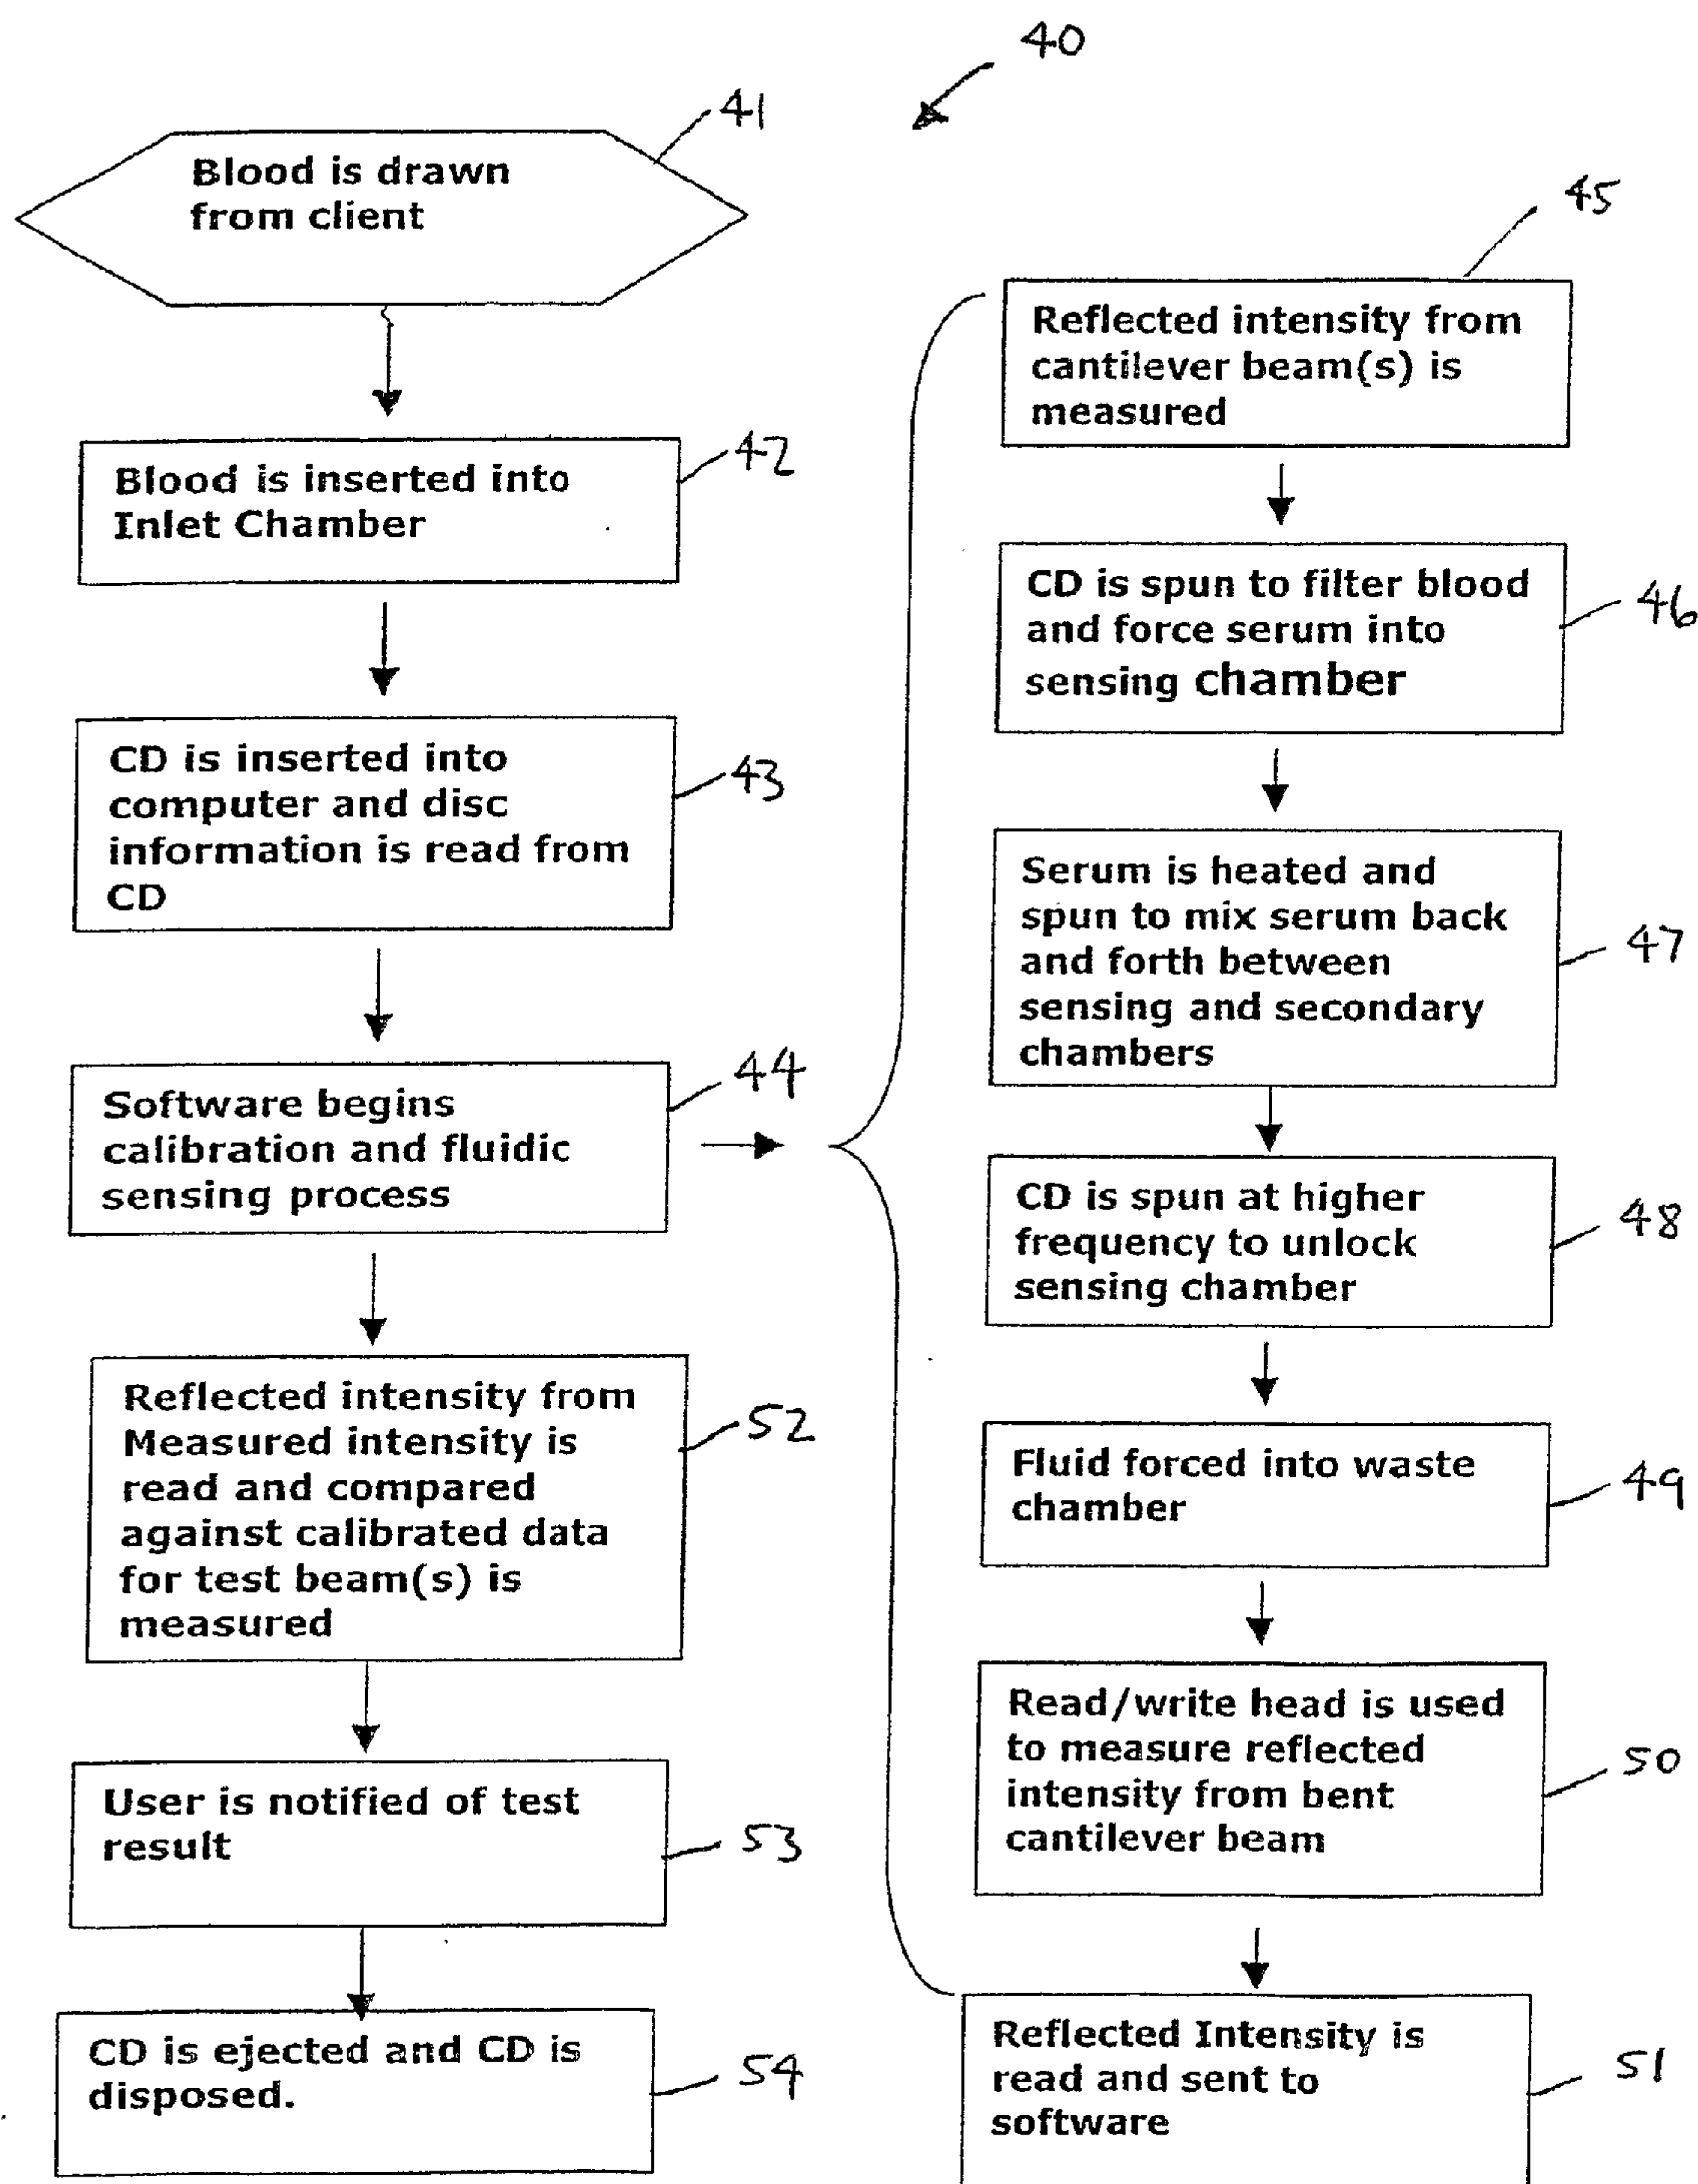 40
41
Blood is drawn
from client
42
Blood is inserted into
Inlet Chamber
43
CD is inserted into
computer and disc
information is read from
CD
44
Software begins
calibration and fluidic
sensing process
52
Reflected intensity from
Measured intensity is
read and compared
against calibrated data
for test beam(s) is
measured
53
User is notified of test
result
54
CD is ejected and CD is
disposed.
45
Reflected intensity from
cantilever beam(s) is
measured
46
CD is spun to filter blood
and force serum into
sensing chamber
47
Serum is heated and
spun to mix serum back
and forth between
sensing and secondary
chambers
48
CD is spun at higher
frequency to unlock
sensing chamber
49
Fluid forced into waste
chamber
50
Read/write head is used
to measure reflected
intensity from bent
cantilever beam
51
Reflected Intensity is
read and sent to
software